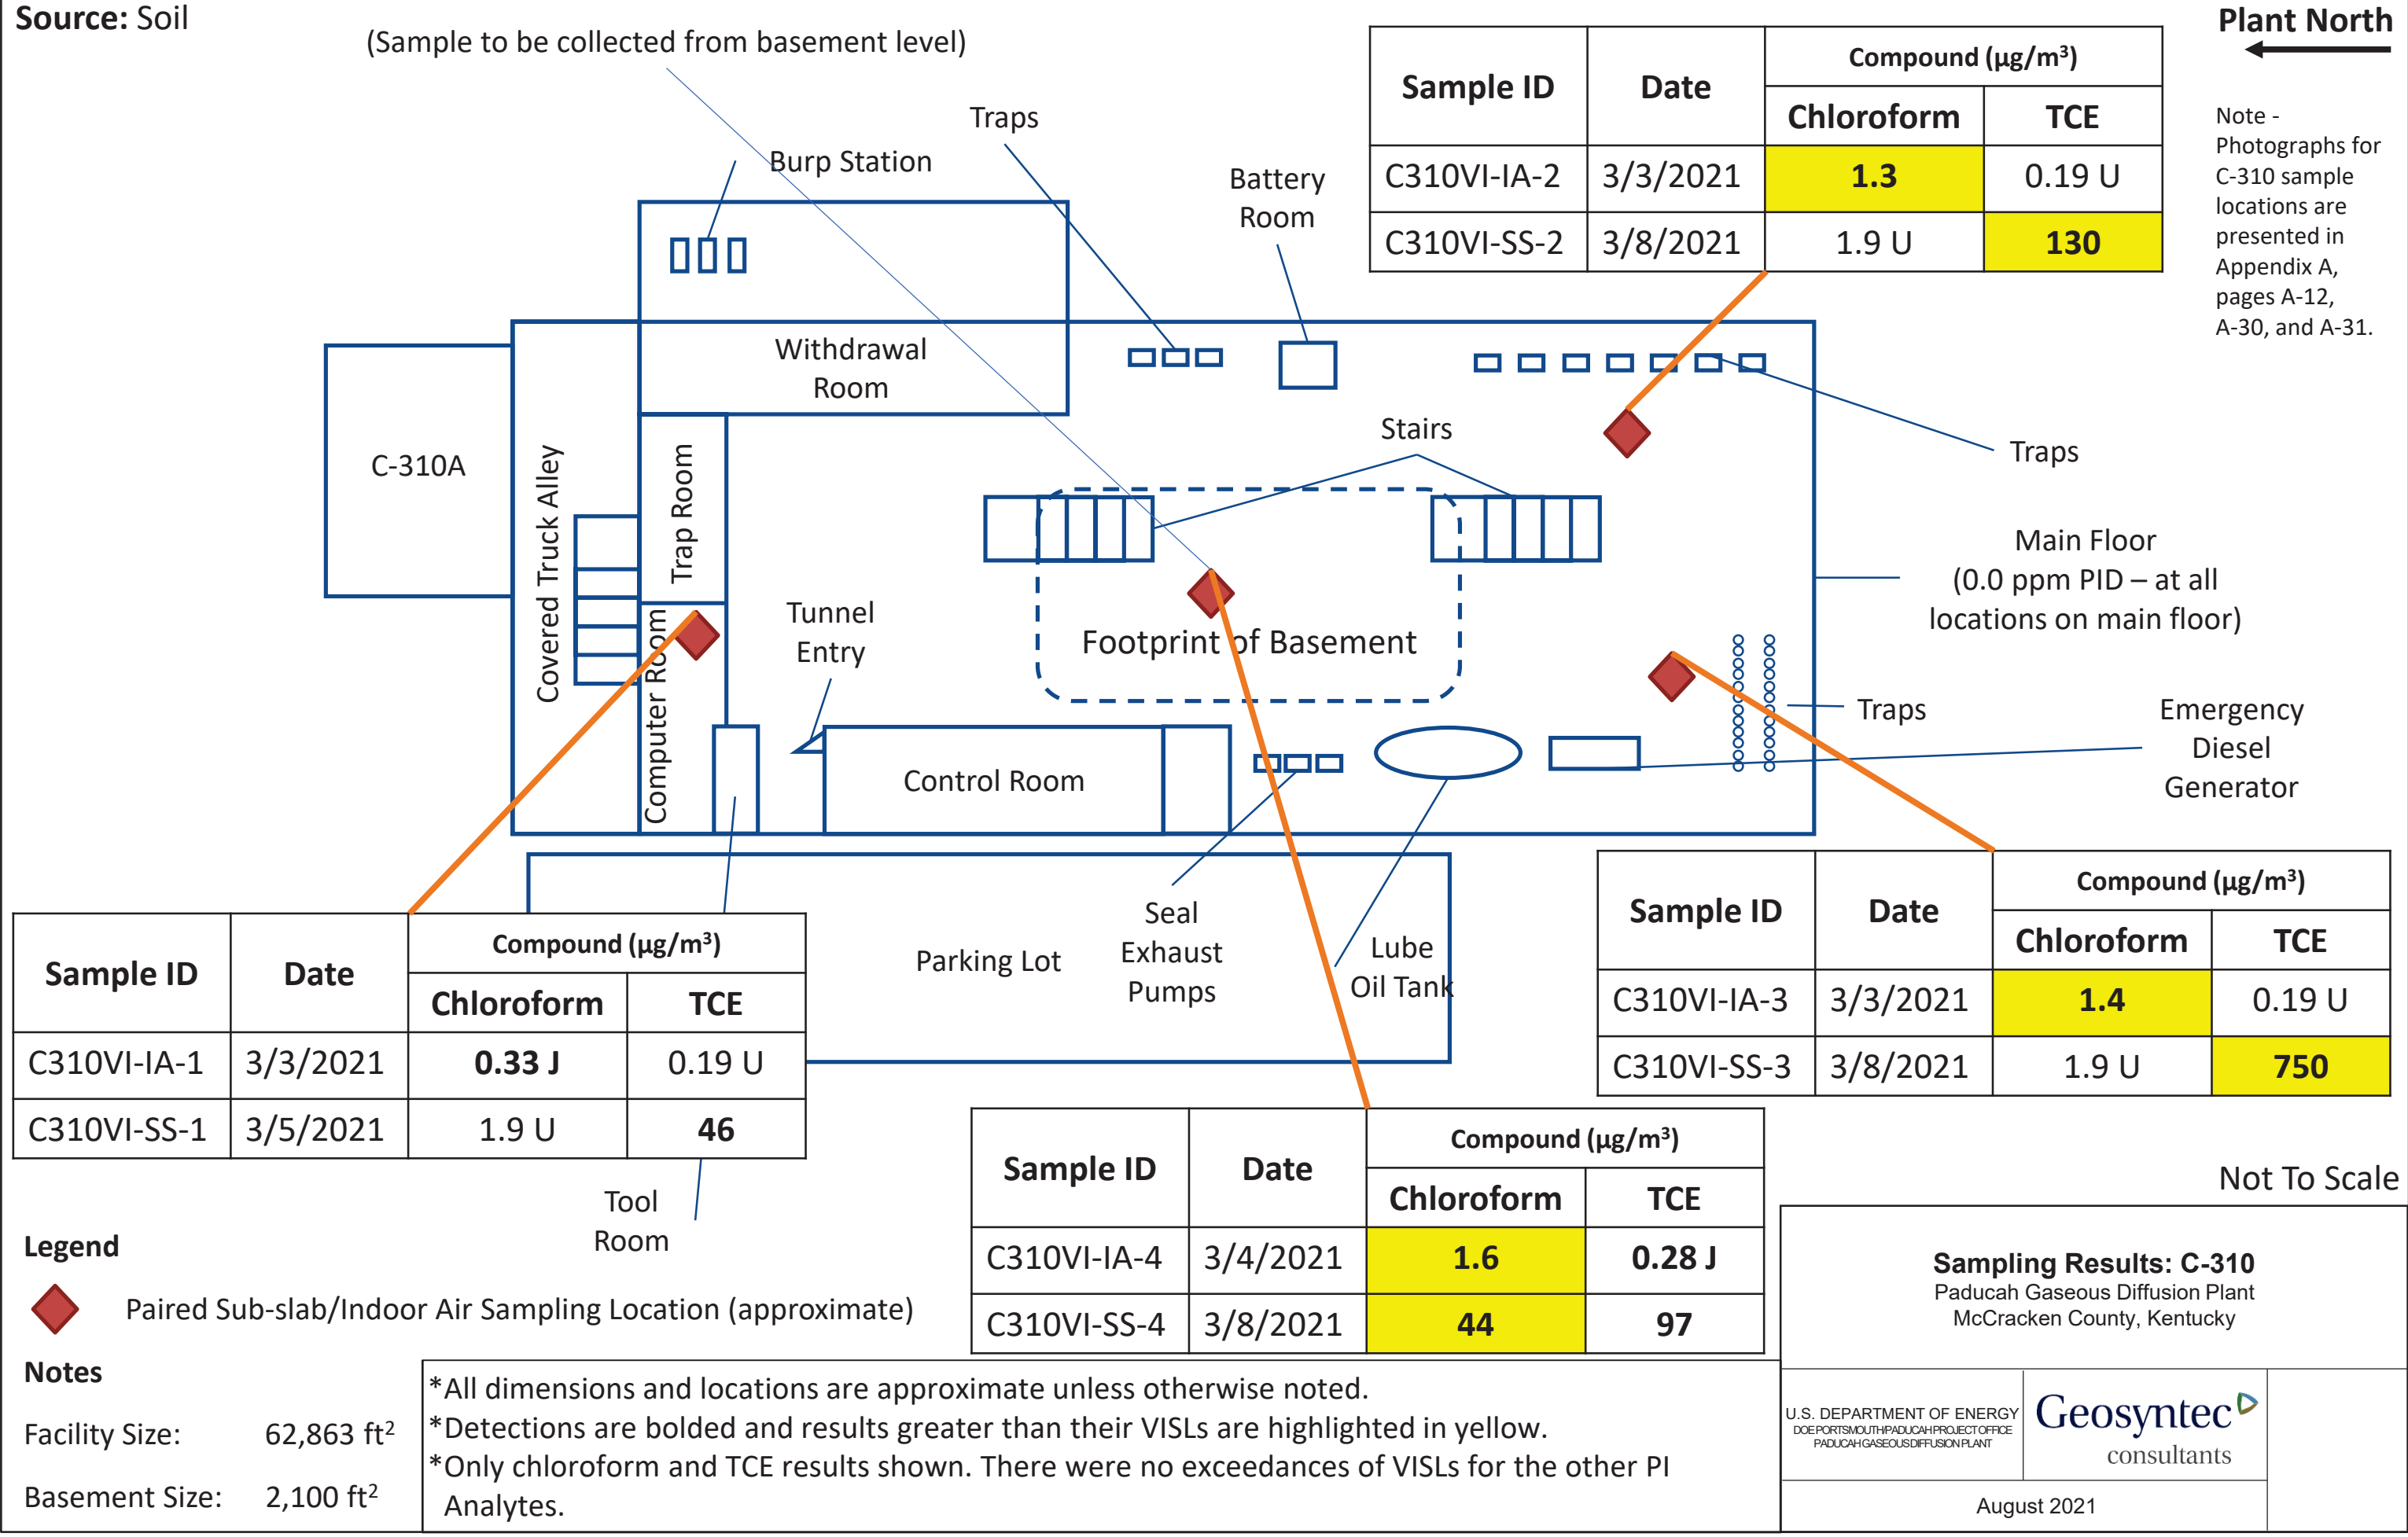 Source: Soil
(Sample to be collected from basement level)
Plant North
Note -
Photographs for
C-310 sample
locations are
presented in
Appendix A,
pages A-12,
A-30, and A-31.
Sample ID Date Compound (µg/m³)
Chloroform TCE
C310VI-IA-2 3/3/2021 1.3 0.19 U
C310VI-SS-2 3/8/2021 1.9 U 130
Traps
Burp Station
Battery
Room
Withdrawal
Room
C-310A
Covered Truck Alley
Trap Room
Computer Room
Stairs
Traps
Main Floor
(0.0 ppm PID – at all
locations on main floor)
Tunnel
Entry
Footprint of Basement
Traps
Emergency
Diesel
Generator
Control Room
Parking Lot
Seal
Exhaust
Pumps
Lube
Oil Tank
Sample ID Date Compound (µg/m³)
Chloroform TCE
C310VI-IA-1 3/3/2021 0.33 J 0.19 U
C310VI-SS-1 3/5/2021 1.9 U 46
Sample ID Date Compound (µg/m³)
Chloroform TCE
C310VI-IA-3 3/3/2021 1.4 0.19 U
C310VI-SS-3 3/8/2021 1.9 U 750
Sample ID Date Compound (µg/m³)
Chloroform TCE
C310VI-IA-4 3/4/2021 1.6 0.28 J
C310VI-SS-4 3/8/2021 44 97
Tool
Room
Not To Scale
Legend
Paired Sub-slab/Indoor Air Sampling Location (approximate)
Notes
Facility Size: 62,863 ft²
Basement Size: 2,100 ft²
*All dimensions and locations are approximate unless otherwise noted.
*Detections are bolded and results greater than their VISLs are highlighted in yellow.
*Only chloroform and TCE results shown. There were no exceedances of VISLs for the other PI
Analytes.
Sampling Results: C-310
Paducah Gaseous Diffusion Plant
McCracken County, Kentucky
U.S. DEPARTMENT OF ENERGY
DOE PORTSMOUTH/PADUCAH PROJECT OFFICE
PADUCAH GASEOUS DIFFUSION PLANT
Geosyntec
consultants
August 2021